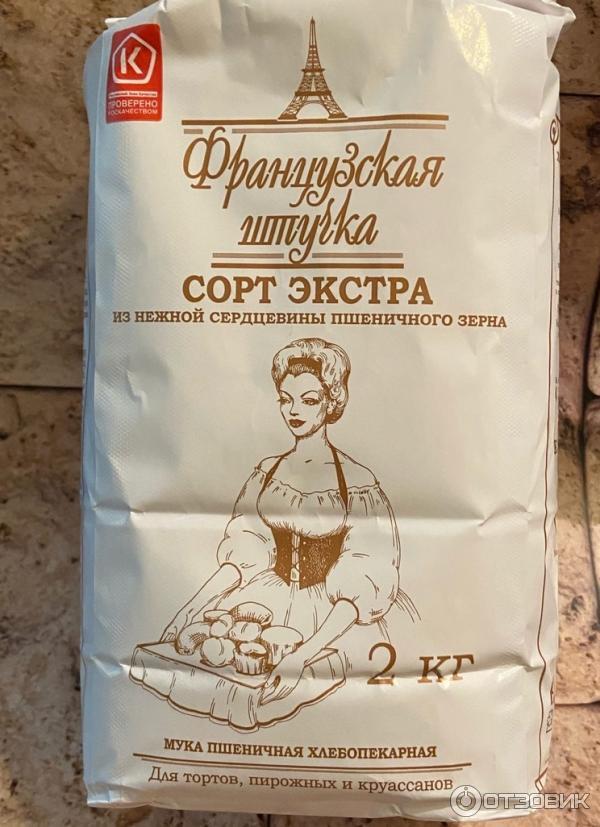 К
ПРОВЕРЕНО
РОСКАЧЕСТВОМ
Французская
штучка
СОРТ ЭКСТРА
ИЗ НЕЖНОЙ СЕРДЦЕВИНЫ ПШЕНИЧНОГО ЗЕРНА
2 КГ
МУКА ПШЕНИЧНАЯ ХЛЕБОПЕКАРНАЯ
Для тортов, пирожных и круассанов
ОТЗОВИК